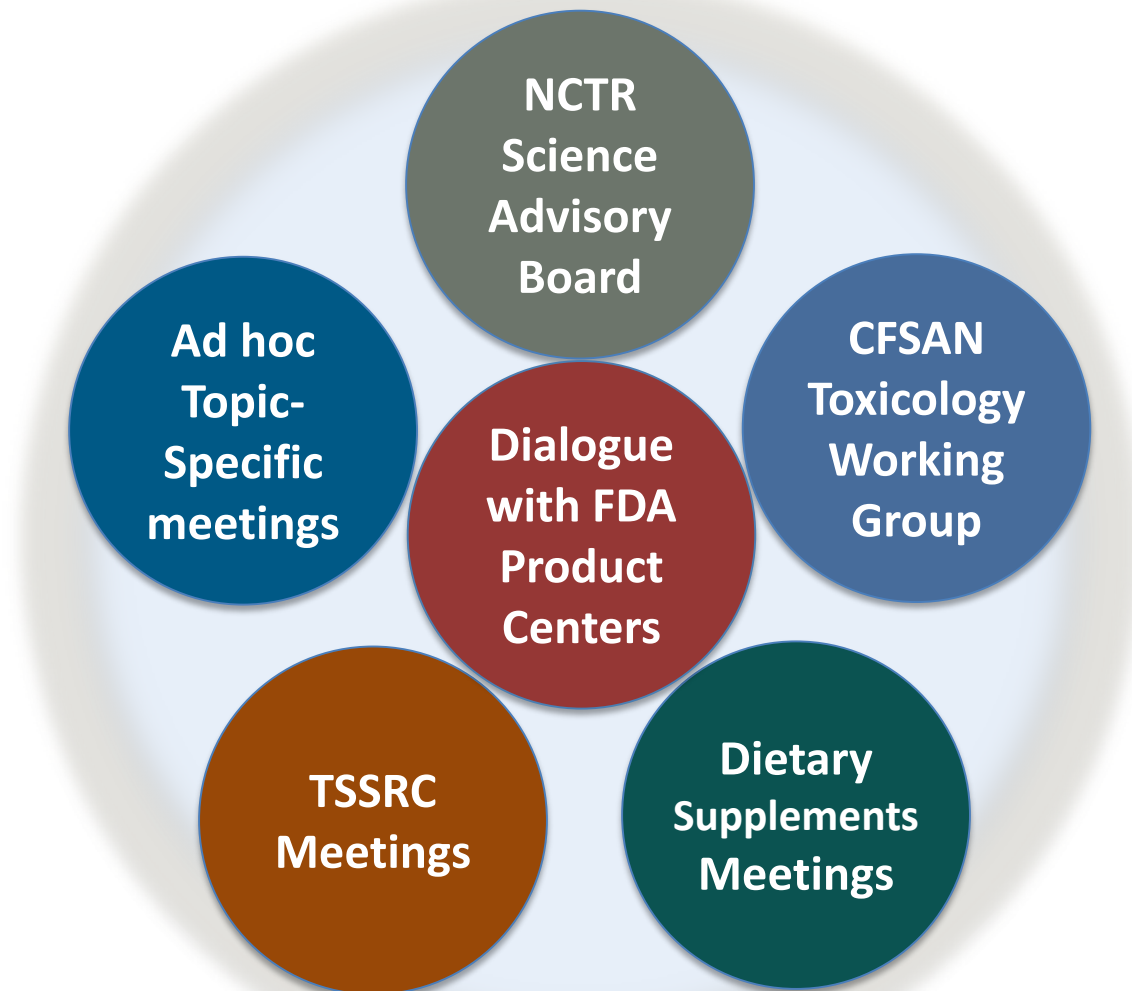 NCTR
Science
Advisory
Board
Ad hoc
Topic-
Specific
meetings
CFSAN
Toxicology
Working
Group
Dialogue
with FDA
Product
Centers
TSSRC
Meetings
Dietary
Supplements
Meetings